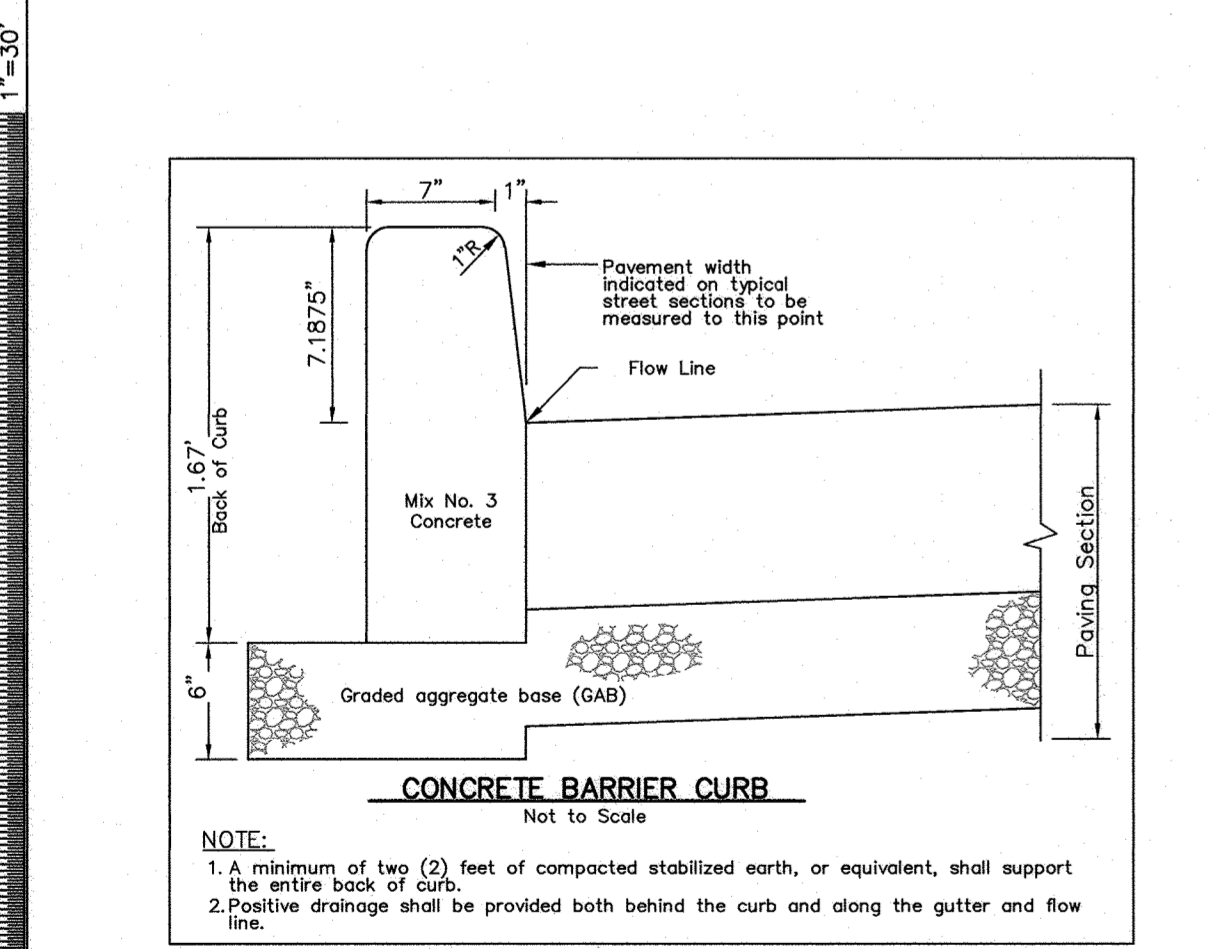 1"=30'
7"
1"
1"R
7.1875"
Pavement width
indicated on typical
street sections to be
measured to this point
Flow Line
1.67'
Back of Curb
Mix No. 3
Concrete
Paving Section
6"
Graded aggregate base (GAB)
CONCRETE BARRIER CURB
Not to Scale
NOTE:
1. A minimum of two (2) feet of compacted stabilized earth, or equivalent, shall support
the entire back of curb.
2. Positive drainage shall be provided both behind the curb and along the gutter and flow
line.